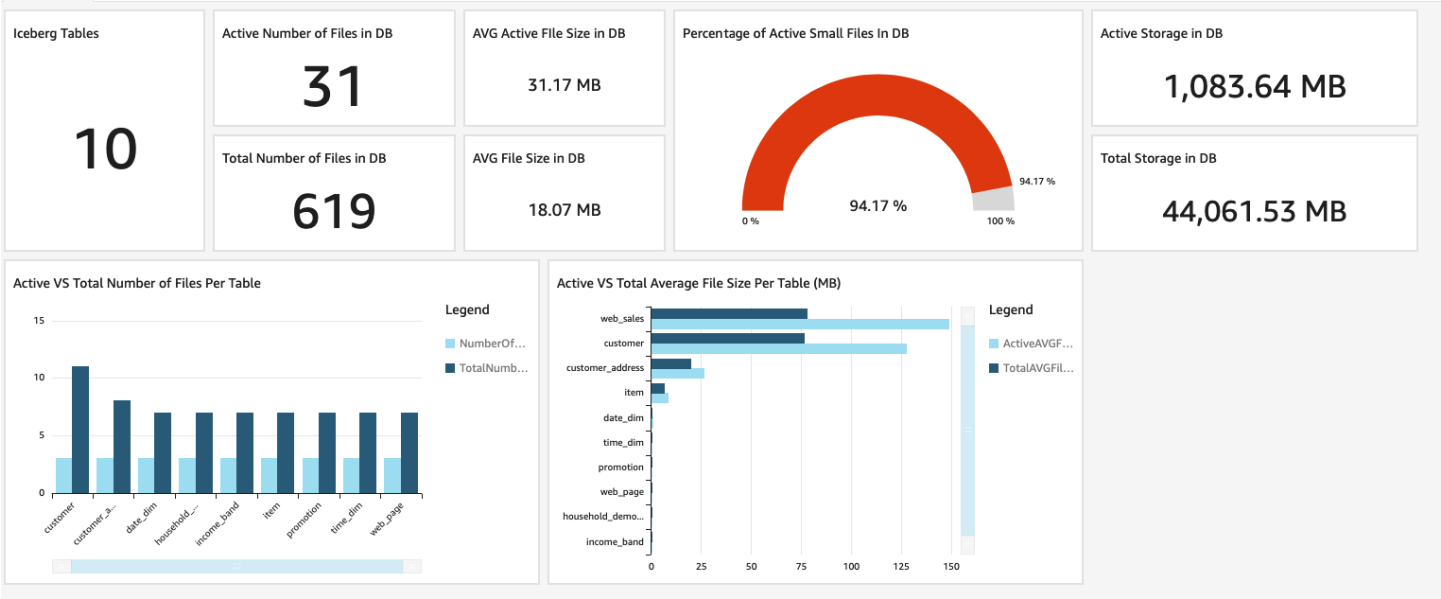 Iceberg Tables
10
Active Number of Files in DB
31
Total Number of Files in DB
619
AVG Active FIle Size in DB
31.17 MB
AVG File Size in DB
18.07 MB
Percentage of Active Small Files In DB
94.17 %
94.17 %
0 %
100 %
Active Storage in DB
1,083.64 MB
Total Storage in DB
44,061.53 MB
Active VS Total Number of Files Per Table
15
10
5
0
customer
customer_a...
date_dim
household_...
income_band
item
promotion
time_dim
web_page
Legend
NumberOf...
TotalNumb...
Active VS Total Average File Size Per Table (MB)
web_sales
customer
customer_address
item
date_dim
time_dim
promotion
web_page
household_demo...
income_band
0
25
50
75
100
125
150
Legend
ActiveAVGF...
TotalAVGFil...